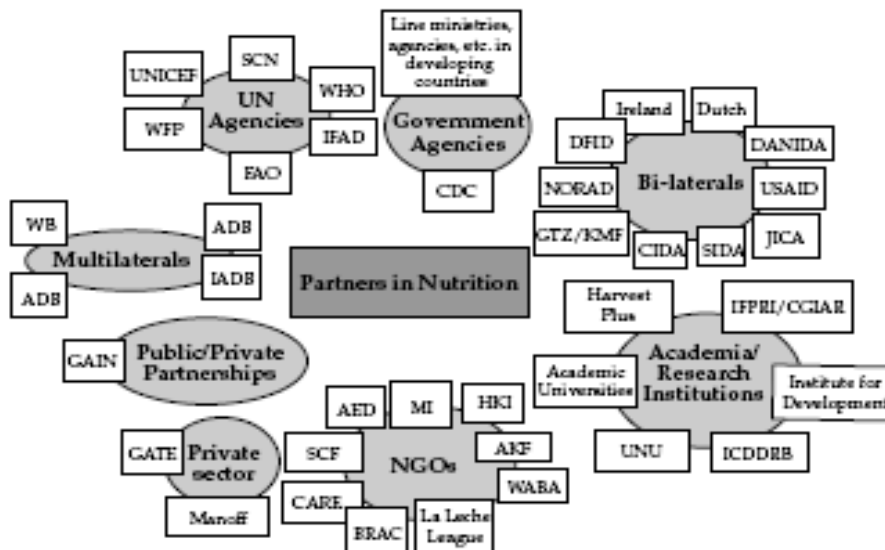 Line ministries,
agencies, etc. in
developing
countries
SCN
UNICEF
WHO
UN
Agencies
WFP
IFAD
FAO
Government
Agencies
CDC
Ireland
Dutch
DFID
DANIDA
Bi-laterals
NORAD
USAID
GTZ/KMF
CIDA
SIDA
JICA
WB
ADB
Multilaterals
ADB
IADB
Partners in Nutrition
Harvest
Plus
IFPRI/CGIAR
Academia/
Research
Institutions
Academic
Universities
Institute for
Development
UNU
ICDDRB
GAIN
Public/Private
Partnerships
GATE
Private
sector
Manoff
AED
MI
HKI
SCF
AKF
NGOs
WABA
CARE
BRAC
La Leche
League